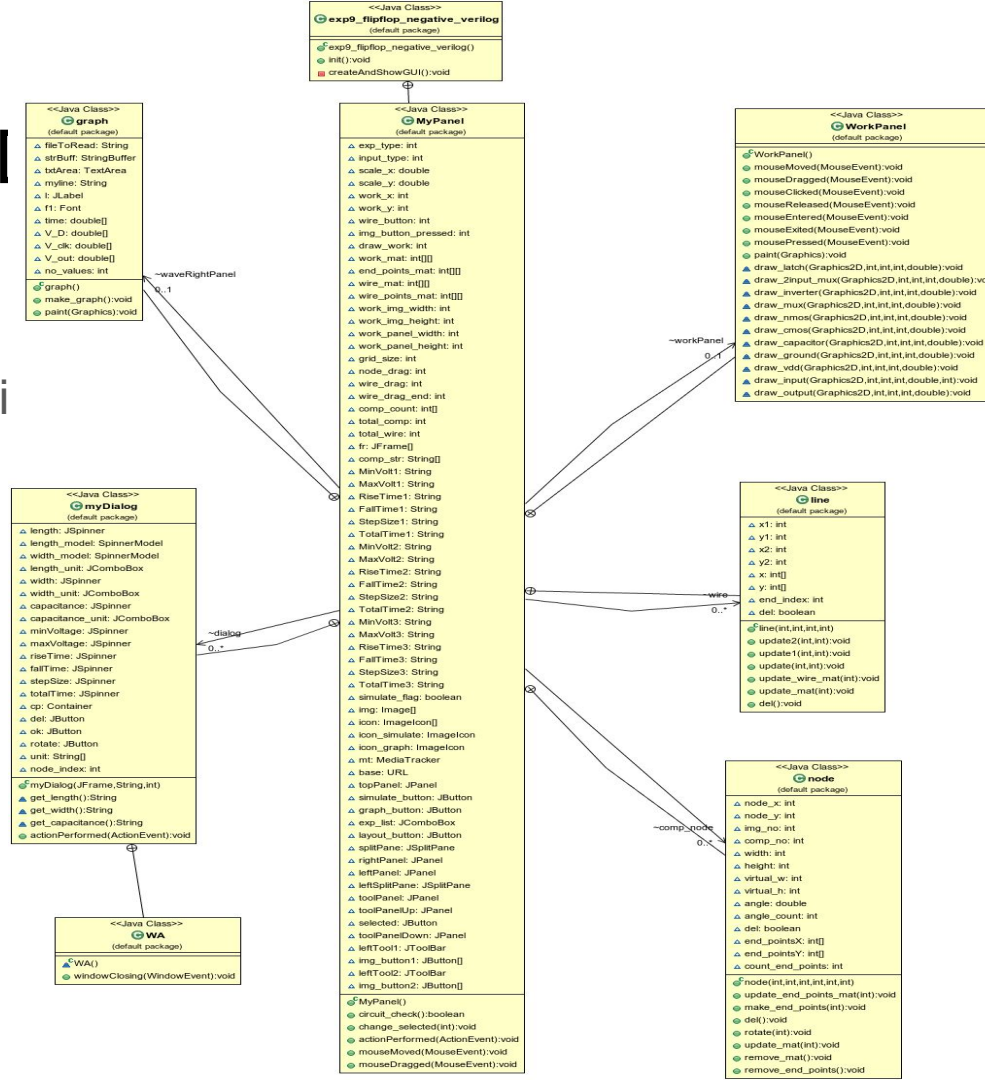 <<Java Class>>
exp9_flipflop_negative_verilog
(default package)
exp9_flipflop_negative_verilog()
init():void
createAndShowGUI():void
<<Java Class>>
graph
(default package)
fileToRead: String
strBuff: StringBuffer
txtArea: TextArea
myline: String
l: JLabel
f1: Font
time: double[]
V_D: double[]
V_clk: double[]
V_out: double[]
no_values: int
graph()
make_graph():void
paint(Graphics):void
~waveRightPanel
0..1
i
<<Java Class>>
myDialog
(default package)
length: JSpinner
length_model: SpinnerModel
width_model: SpinnerModel
length_unit: JComboBox
width: JSpinner
width_unit: JComboBox
capacitance: JSpinner
capacitance_unit: JComboBox
minVoltage: JSpinner
maxVoltage: JSpinner
riseTime: JSpinner
fallTime: JSpinner
stepSize: JSpinner
totalTime: JSpinner
cp: Container
del: JButton
ok: JButton
rotate: JButton
unit: String[]
node_index: int
myDialog(JFrame,String,int)
get_length():String
get_width():String
get_capacitance():String
actionPerformed(ActionEvent):void
~dialog
0..*
<<Java Class>>
WA
(default package)
WA()
windowClosing(WindowEvent):void
<<Java Class>>
MyPanel
(default package)
exp_type: int
input_type: int
scale_x: double
scale_y: double
work_x: int
work_y: int
wire_button: int
img_button_pressed: int
draw_work: int
work_mat: int[][]
end_points_mat: int[][]
wire_mat: int[][]
wire_points_mat: int[][]
work_img_width: int
work_img_height: int
work_panel_width: int
work_panel_height: int
grid_size: int
node_drag: int
wire_drag: int
wire_drag_end: int
comp_count: int[]
total_comp: int
total_wire: int
fr: JFrame[]
comp_str: String[]
MinVolt1: String
MaxVolt1: String
RiseTime1: String
FallTime1: String
StepSize1: String
TotalTime1: String
MinVolt2: String
MaxVolt2: String
RiseTime2: String
FallTime2: String
StepSize2: String
TotalTime2: String
MinVolt3: String
MaxVolt3: String
RiseTime3: String
FallTime3: String
StepSize3: String
TotalTime3: String
simulate_flag: boolean
img: Image[]
icon: ImageIcon[]
icon_simulate: ImageIcon
icon_graph: ImageIcon
mt: MediaTracker
base: URL
topPanel: JPanel
simulate_button: JButton
graph_button: JButton
exp_list: JComboBox
layout_button: JButton
splitPane: JSplitPane
rightPanel: JPanel
leftPanel: JPanel
leftSplitPane: JSplitPane
toolPanel: JPanel
toolPanelUp: JPanel
selected: JButton
toolPanelDown: JPanel
leftTool1: JToolBar
img_button1: JButton[]
leftTool2: JToolBar
img_button2: JButton[]
MyPanel()
circuit_check():boolean
change_selected(int):void
actionPerformed(ActionEvent):void
mouseMoved(MouseEvent):void
mouseDragged(MouseEvent):void
<<Java Class>>
WorkPanel
(default package)
WorkPanel()
mouseMoved(MouseEvent):void
mouseDragged(MouseEvent):void
mouseClicked(MouseEvent):void
mouseReleased(MouseEvent):void
mouseEntered(MouseEvent):void
mouseExited(MouseEvent):void
mousePressed(MouseEvent):void
paint(Graphics):void
draw_latch(Graphics2D,int,int,int,double):void
draw_2input_mux(Graphics2D,int,int,int,double):vo
draw_inverter(Graphics2D,int,int,int,double):void
draw_mux(Graphics2D,int,int,int,double):void
draw_nmos(Graphics2D,int,int,int,double):void
draw_cmos(Graphics2D,int,int,int,double):void
draw_capacitor(Graphics2D,int,int,int,double):void
draw_ground(Graphics2D,int,int,int,double):void
draw_vdd(Graphics2D,int,int,int,double):void
draw_input(Graphics2D,int,int,int,double,int):void
draw_output(Graphics2D,int,int,int,double):void
~workPanel
0..1
<<Java Class>>
line
(default package)
x1: int
y1: int
x2: int
y2: int
x: int[]
y: int[]
end_index: int
del: boolean
line(int,int,int,int)
update2(int,int):void
update1(int,int):void
update(int,int):void
update_wire_mat(int):void
update_mat(int):void
del():void
~wire
0..*
<<Java Class>>
node
(default package)
node_x: int
node_y: int
img_no: int
comp_no: int
width: int
height: int
virtual_w: int
virtual_h: int
angle: double
angle_count: int
del: boolean
end_pointsX: int[]
end_pointsY: int[]
count_end_points: int
node(int,int,int,int,int,int)
update_end_points_mat(int):void
make_end_points(int):void
del():void
rotate(int):void
update_mat(int):void
remove_mat():void
remove_end_points():void
~comp_node
0..*